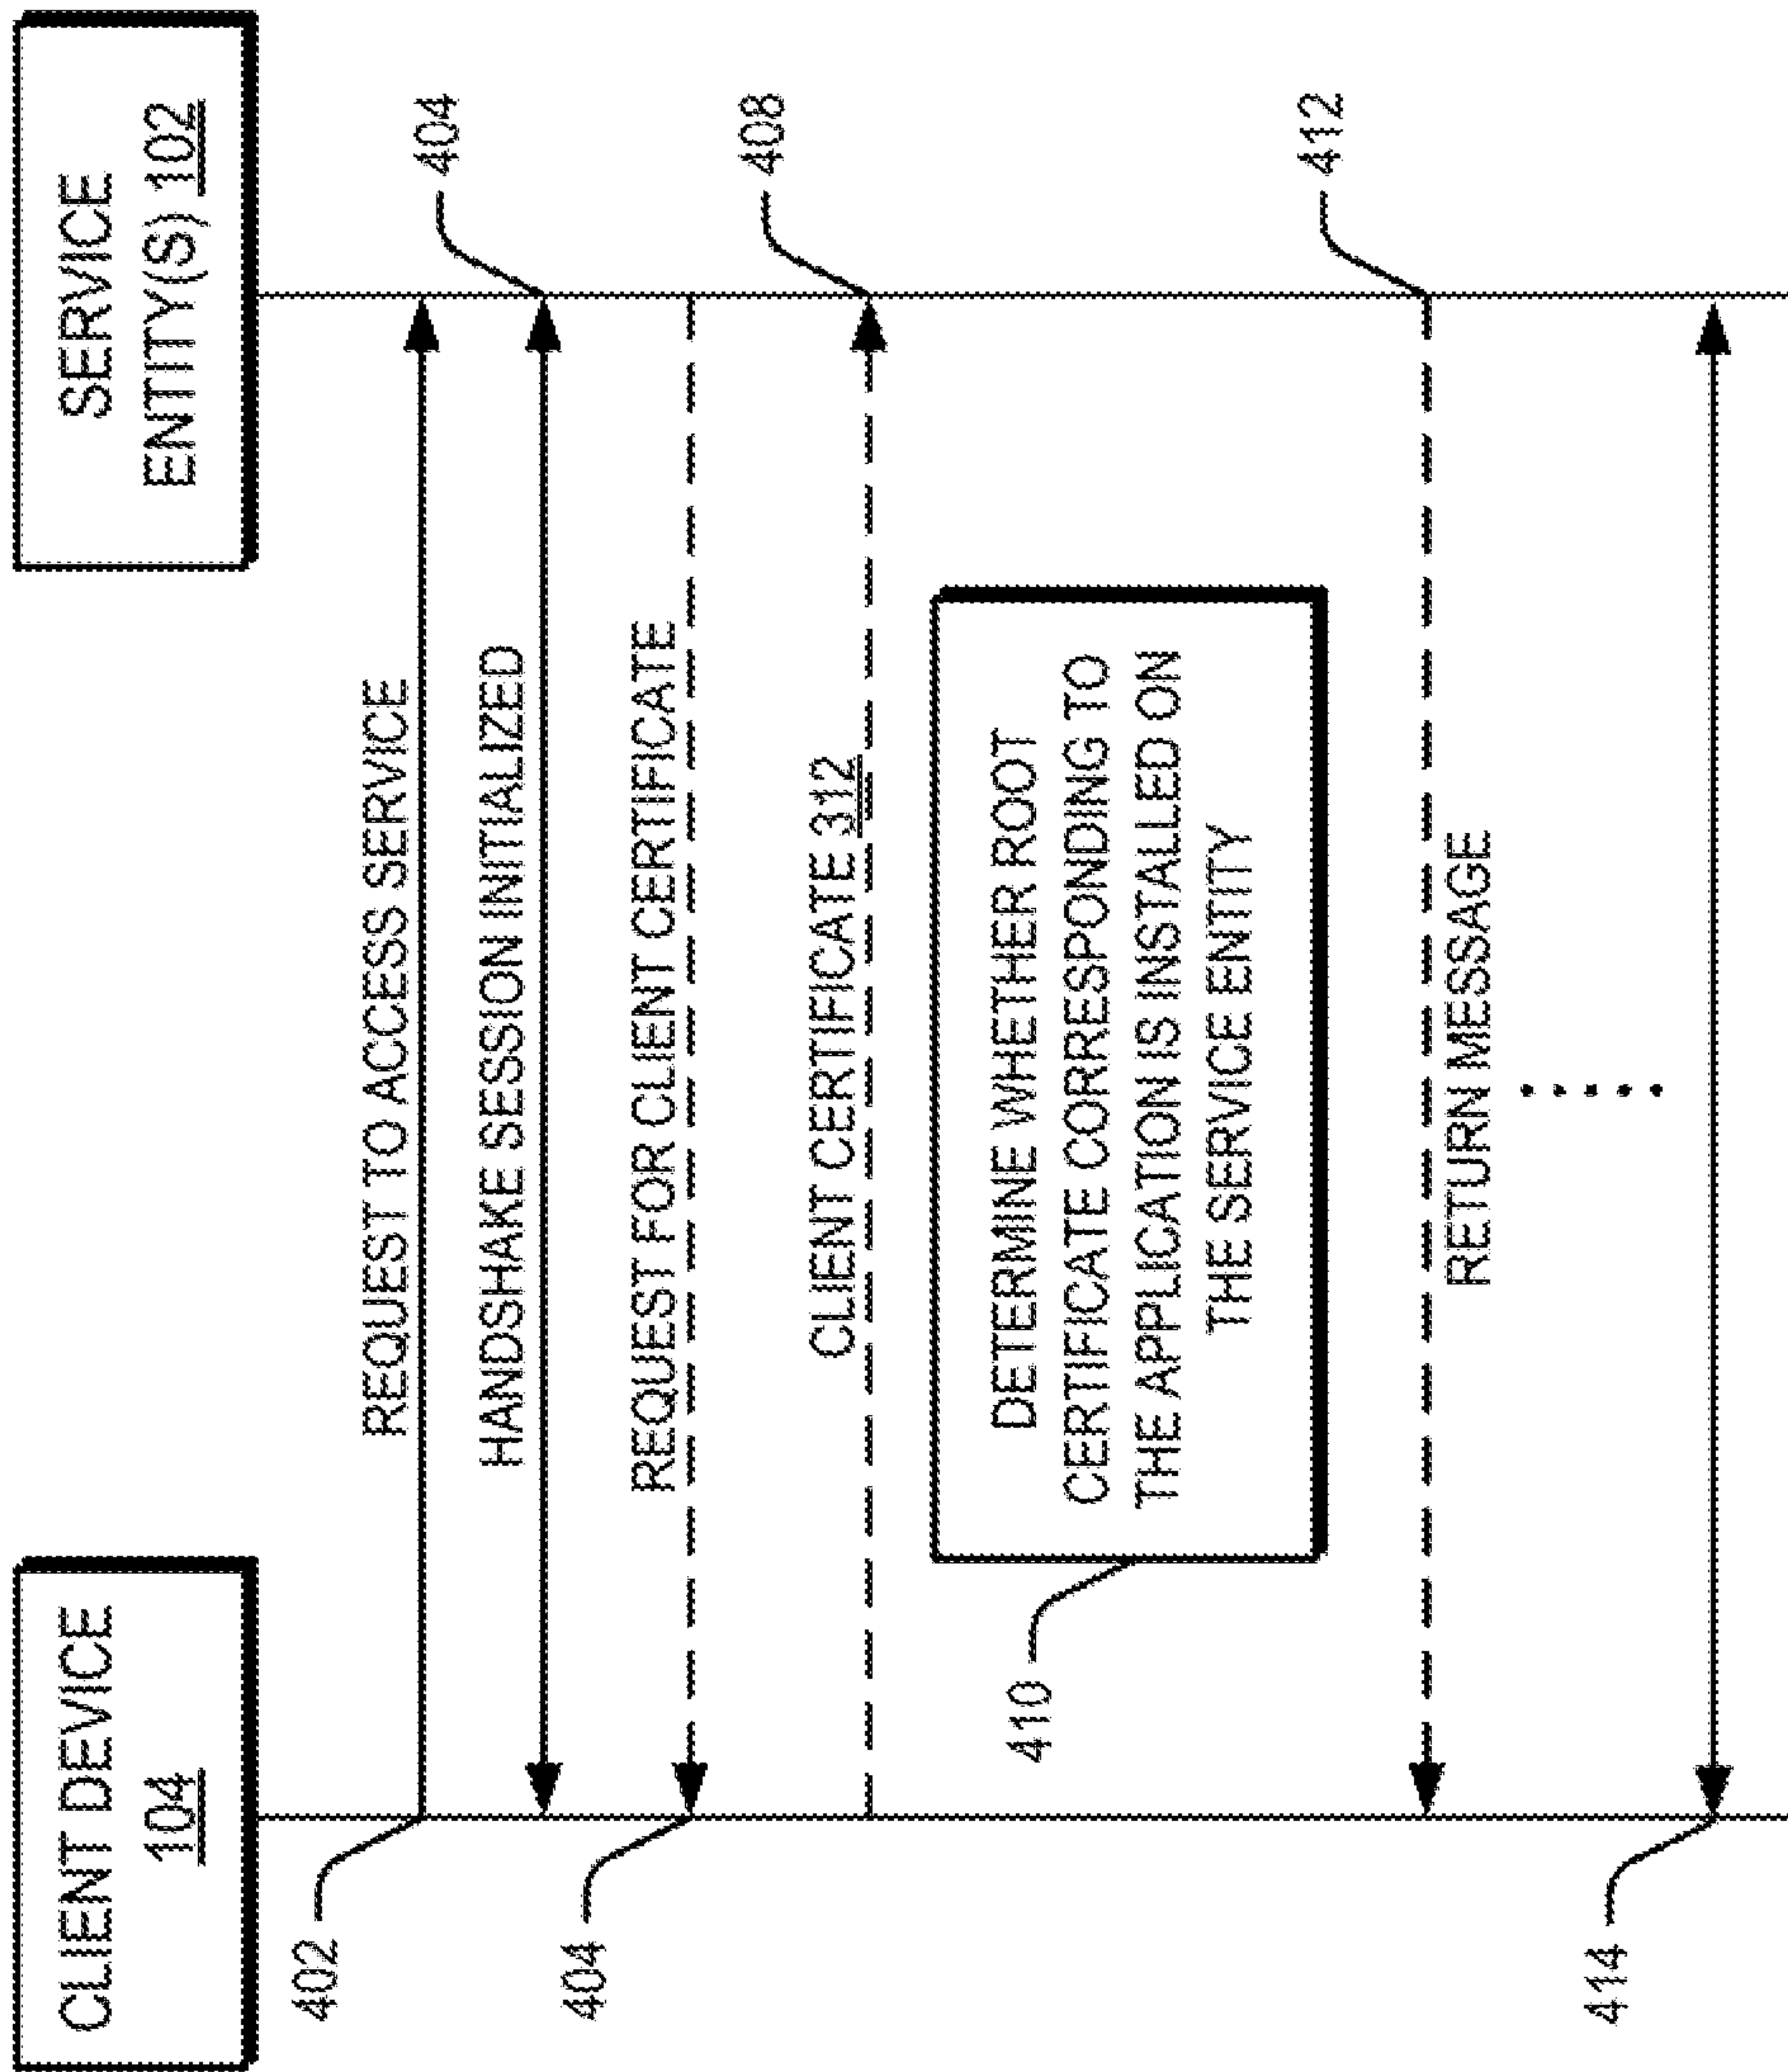 CLIENT DEVICE
104
SERVICE
ENTITY(S) 102
402
REQUEST TO ACCESS SERVICE
404
HANDSHAKE SESSION INITIALIZED
404
REQUEST FOR CLIENT CERTIFICATE
408
CLIENT CERTIFICATE 312
410
DETERMINE WHETHER ROOT
CERTIFICATE CORRESPONDING TO
THE APPLICATION IS INSTALLED ON
THE SERVICE ENTITY
412
RETURN MESSAGE
.....
414